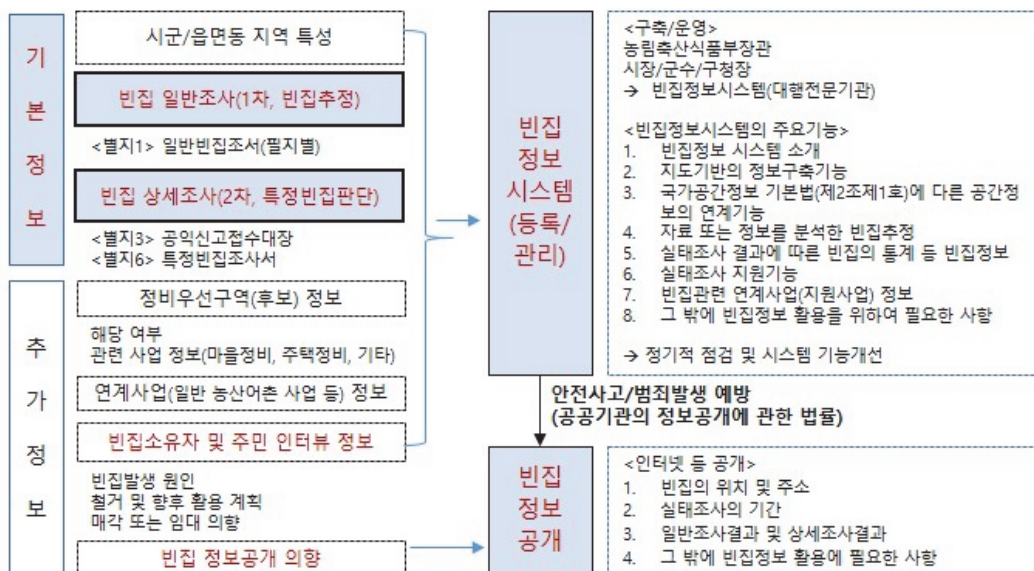 기
본
정
보
시군/읍면동 지역 특성
빈집 일반조사(1차, 빈집추정)
<별지1> 일반빈집조서(필지별)
빈집 상세조사(2차, 특정빈집판단)
<별지3> 공익신고접수대장
<별지6> 특정빈집조사서
추
가
정
보
정비우선구역(후보) 정보
해당 여부
관련 사업 정보(마을정비, 주택정비, 기타)
연계사업(일반 농산어촌 사업 등) 정보
빈집소유자 및 주민 인터뷰 정보
빈집발생 원인
철거 및 향후 활용 계획
매각 또는 임대 의향
빈집 정보공개 의향
빈집
정보
시스템
(등록/
관리)
<구축/운영>
농림축산식품부장관
시장/군수/구청장
→ 빈집정보시스템(대행전문기관)
<빈집정보시스템의 주요기능>
1. 빈집정보 시스템 소개
2. 지도기반의 정보구축기능
3. 국가공간정보 기본법(제2조제1호)에 다른 공간정
보의 연계기능
4. 자료 또는 정보를 분석한 빈집추정
5. 실태조사 결과에 따른 빈집의 통계 등 빈집정보
6. 실태조사 지원기능
7. 빈집관련 연계사업(지원사업) 정보
8. 그 밖에 빈집정보 활용을 위하여 필요한 사항
→ 정기적 점검 및 시스템 기능개선
안전사고/범죄발생 예방
(공공기관의 정보공개에 관한 법률)
빈집
정보
공개
<인터넷 등 공개>
1. 빈집의 위치 및 주소
2. 실태조사의 기간
3. 일반조사결과 및 상세조사결과
4. 그 밖에 빈집정보 활용에 필요한 사항